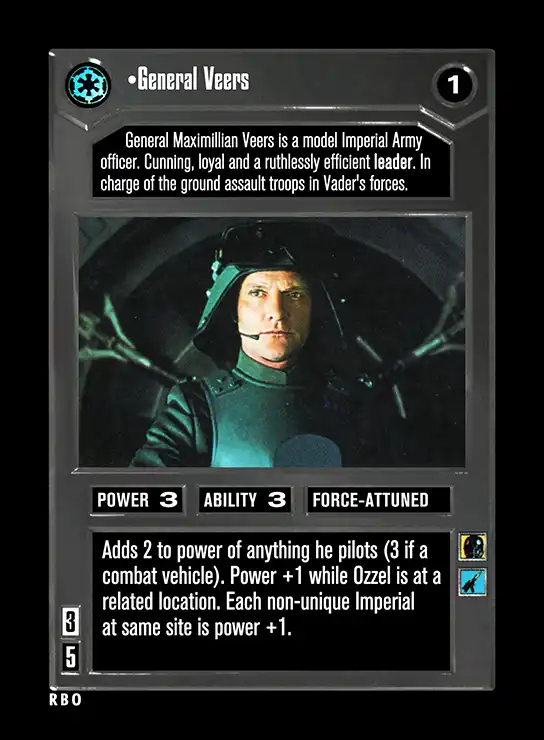 •General Veers
1
General Maximillian Veers is a model Imperial Army
officer. Cunning, loyal and a ruthlessly efficient leader. In
charge of the ground assault troops in Vader's forces.
POWER 3 ABILITY 3 FORCE-ATTUNED
Adds 2 to power of anything he pilots (3 if a
combat vehicle). Power +1 while Ozzel is at a
related location. Each non-unique Imperial
at same site is power +1.
3
5
RBO